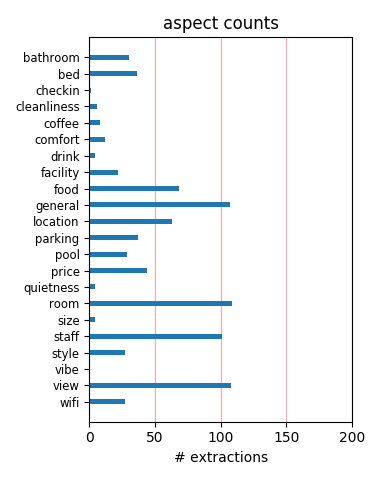 aspect counts
bathroom
bed
checkin
cleanliness
coffee
comfort
drink
facility
food
general
location
parking
pool
price
quietness
room
size
staff
style
vibe
view
wifi
0 50 100 150 200
# extractions